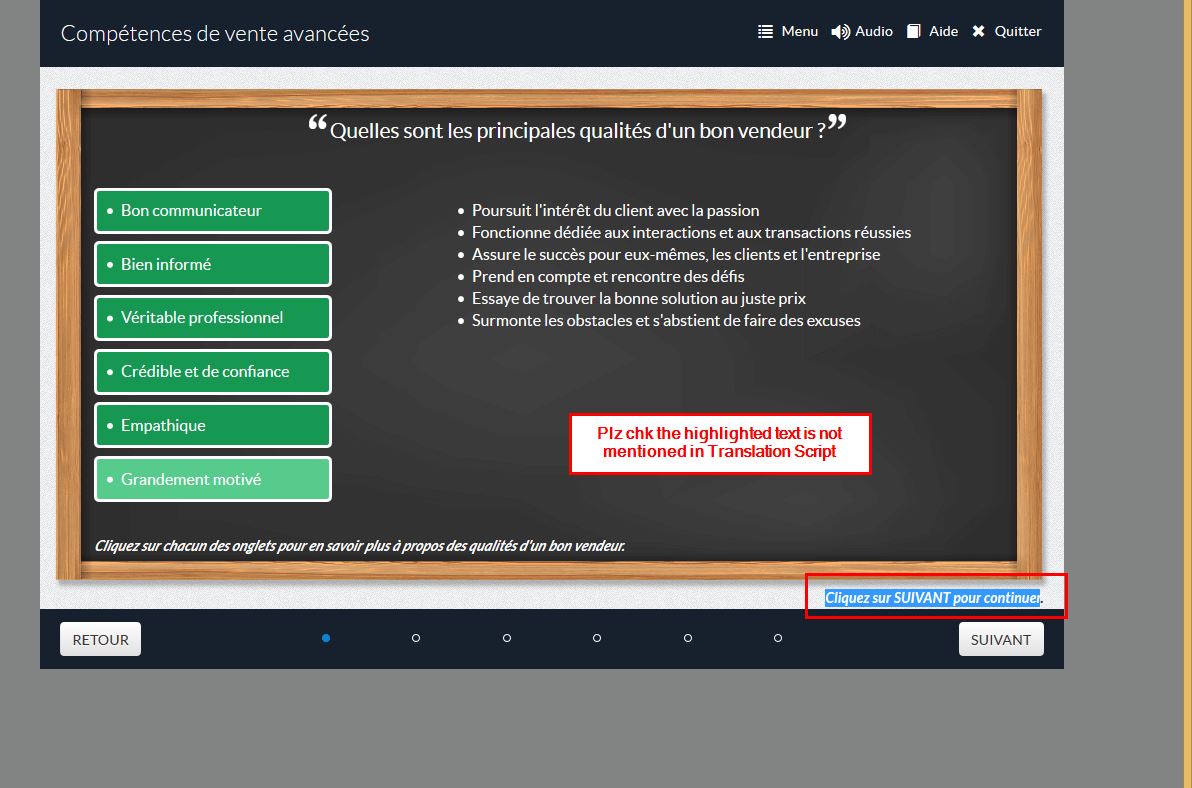 Compétences de vente avancées
Menu Audio Aide Quitter
“Quelles sont les principales qualités d'un bon vendeur ?”
• Bon communicateur
• Bien informé
• Véritable professionnel
• Crédible et de confiance
• Empathique
• Grandement motivé
• Poursuit l'intérêt du client avec la passion
• Fonctionne dédiée aux interactions et aux transactions réussies
• Assure le succès pour eux-mêmes, les clients et l'entreprise
• Prend en compte et rencontre des défis
• Essaye de trouver la bonne solution au juste prix
• Surmonte les obstacles et s'abstient de faire des excuses
Plz chk the highlighted text is not
mentioned in Translation Script
Cliquez sur chacun des onglets pour en savoir plus à propos des qualités d'un bon vendeur.
Cliquez sur SUIVANT pour continuer.
RETOUR
SUIVANT